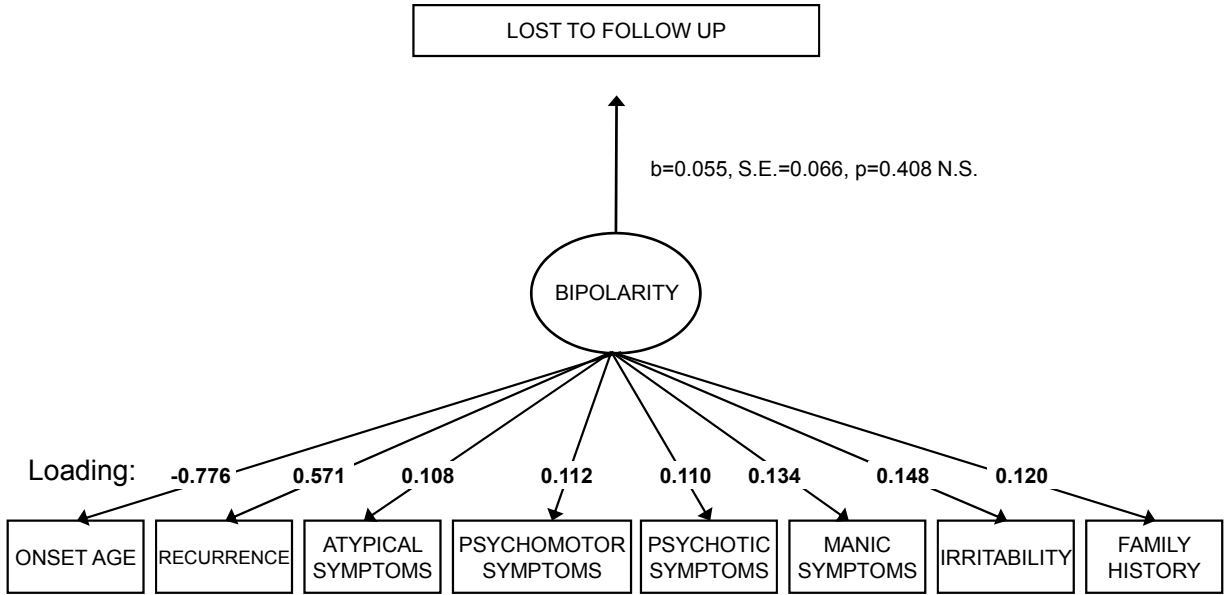 LOST TO FOLLOW UP
b=0.055, S.E.=0.066, p=0.408 N.S.
BIPOLARITY
Loading: -0.776 0.571 0.108 0.112 0.110 0.134 0.148 0.120
ONSET AGE
RECURRENCE
ATYPICAL
SYMPTOMS
PSYCHOMOTOR
SYMPTOMS
PSYCHOTIC
SYMPTOMS
MANIC
SYMPTOMS
IRRITABILITY
FAMILY
HISTORY